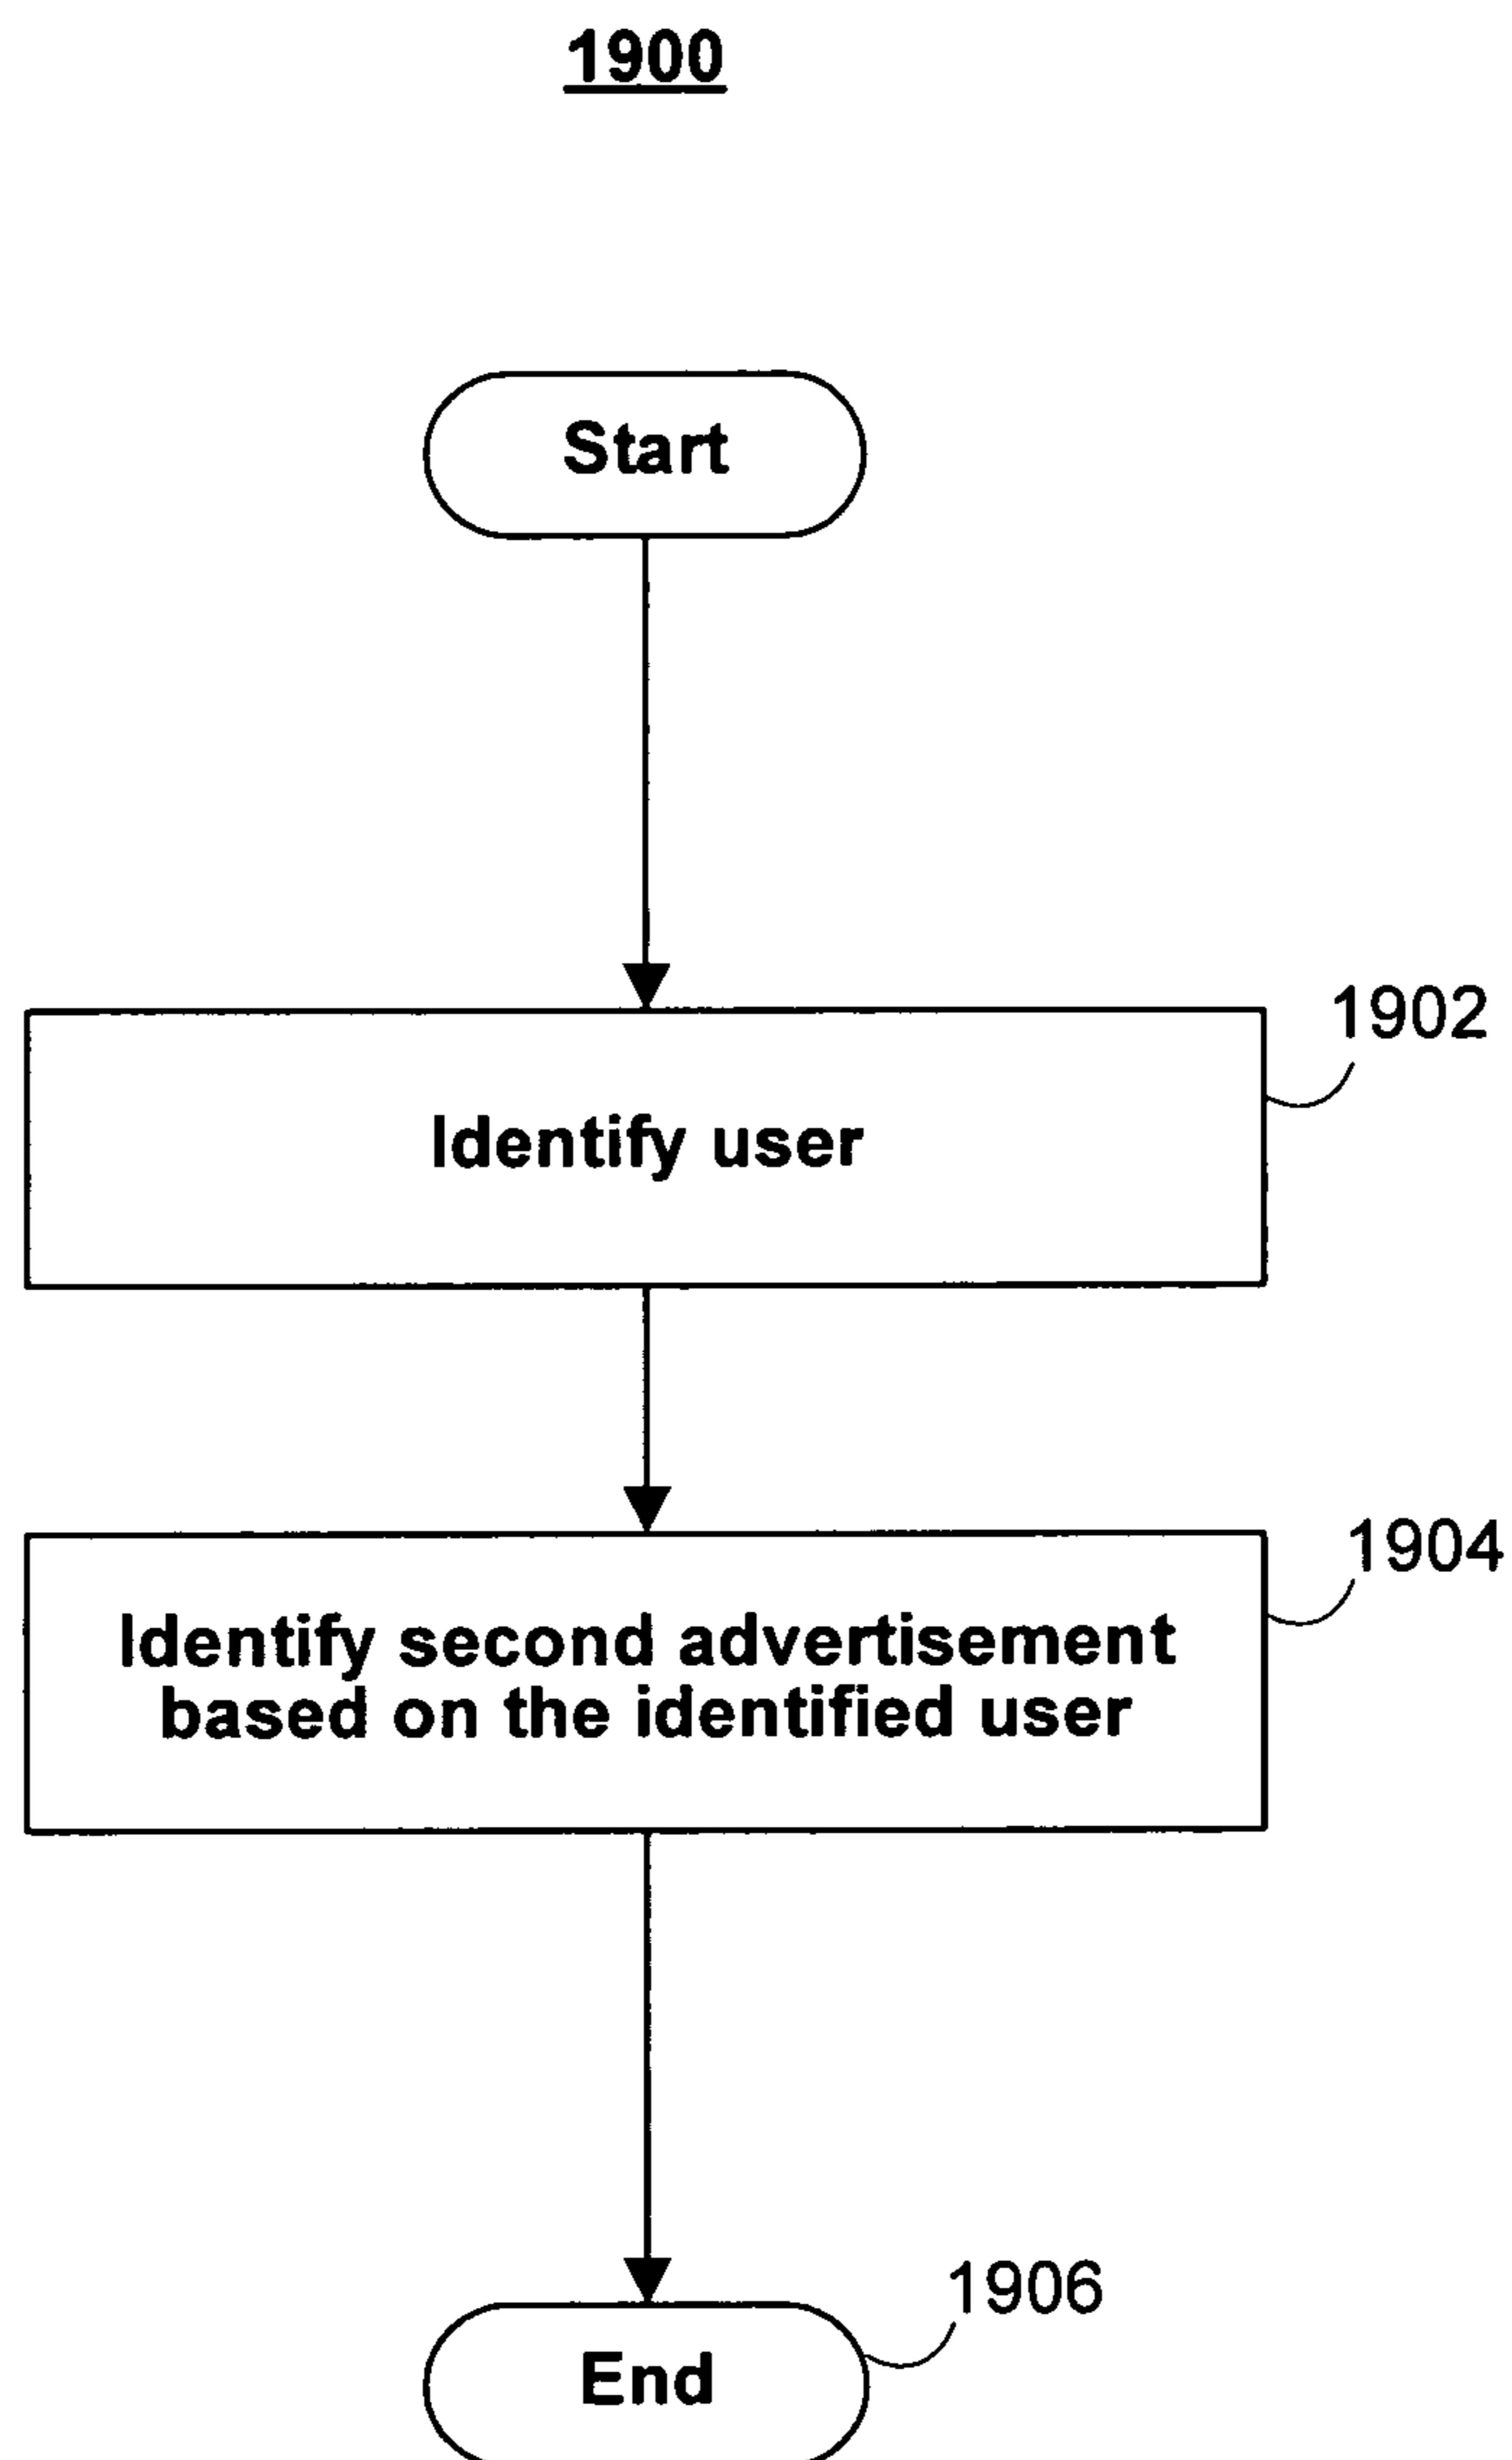 1900
Start
1902
Identify user
1904
Identify second advertisement
based on the identified user
1906
End